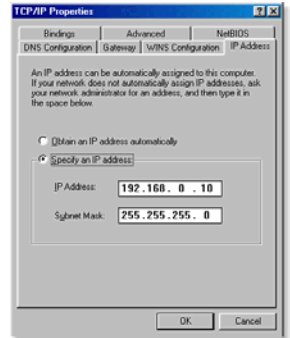 TCP/IP Properties
Bindings Advanced NetBIOS
DNS Configuration Gateway WINS Configuration IP Address
An IP address can be automatically assigned to this computer.
If your network does not automatically assign IP addresses, ask
your network administrator for an address, and then type it in
the space below.
Obtain an IP address automatically
Specify an IP address:
IP Address: 192.168. 0 .10
Subnet Mask: 255.255.255. 0
OK Cancel